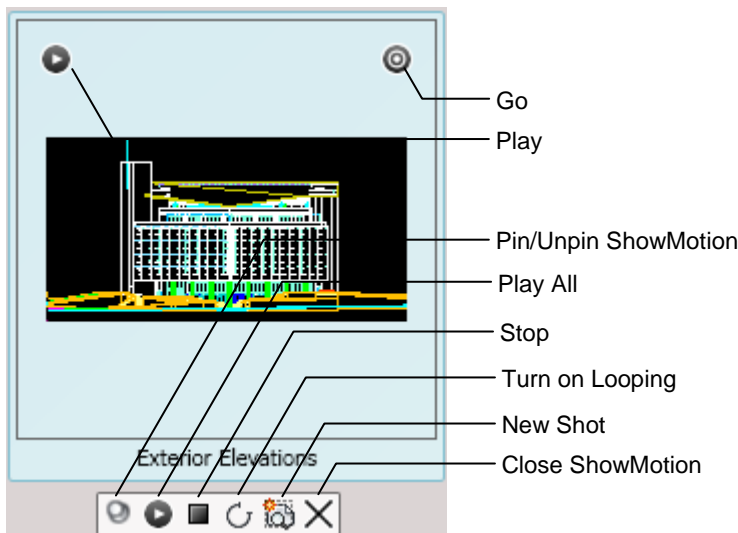 Go
Play
Pin/Unpin ShowMotion
Play All
Stop
Turn on Looping
New Shot
Close ShowMotion
Exterior Elevations